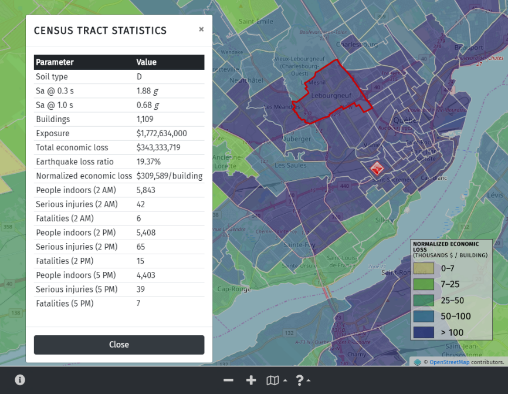 CENSUS TRACT STATISTICS
×
Parameter Value
Soil type D
Sa @ 0.3 s 1.88 g
Sa @ 1.0 s 0.68 g
Buildings 1,109
Exposure $1,772,634,000
Total economic loss $343,333,719
Earthquake loss ratio 19.37%
Normalized economic loss $309,589/building
People indoors (2 AM) 5,843
Serious injuries (2 AM) 42
Fatalities (2 AM) 6
People indoors (2 PM) 5,408
Serious injuries (2 PM) 65
Fatalities (2 PM) 15
People indoors (5 PM) 4,403
Serious injuries (5 PM) 39
Fatalities (5 PM) 7
Close
Lebourgneuf
Les Saules
NORMALIZED ECONOMIC
LOSS
(THOUSANDS $ / BUILDING)
0–7
7–25
25–50
50–100
> 100
© OpenStreetMap contributors.